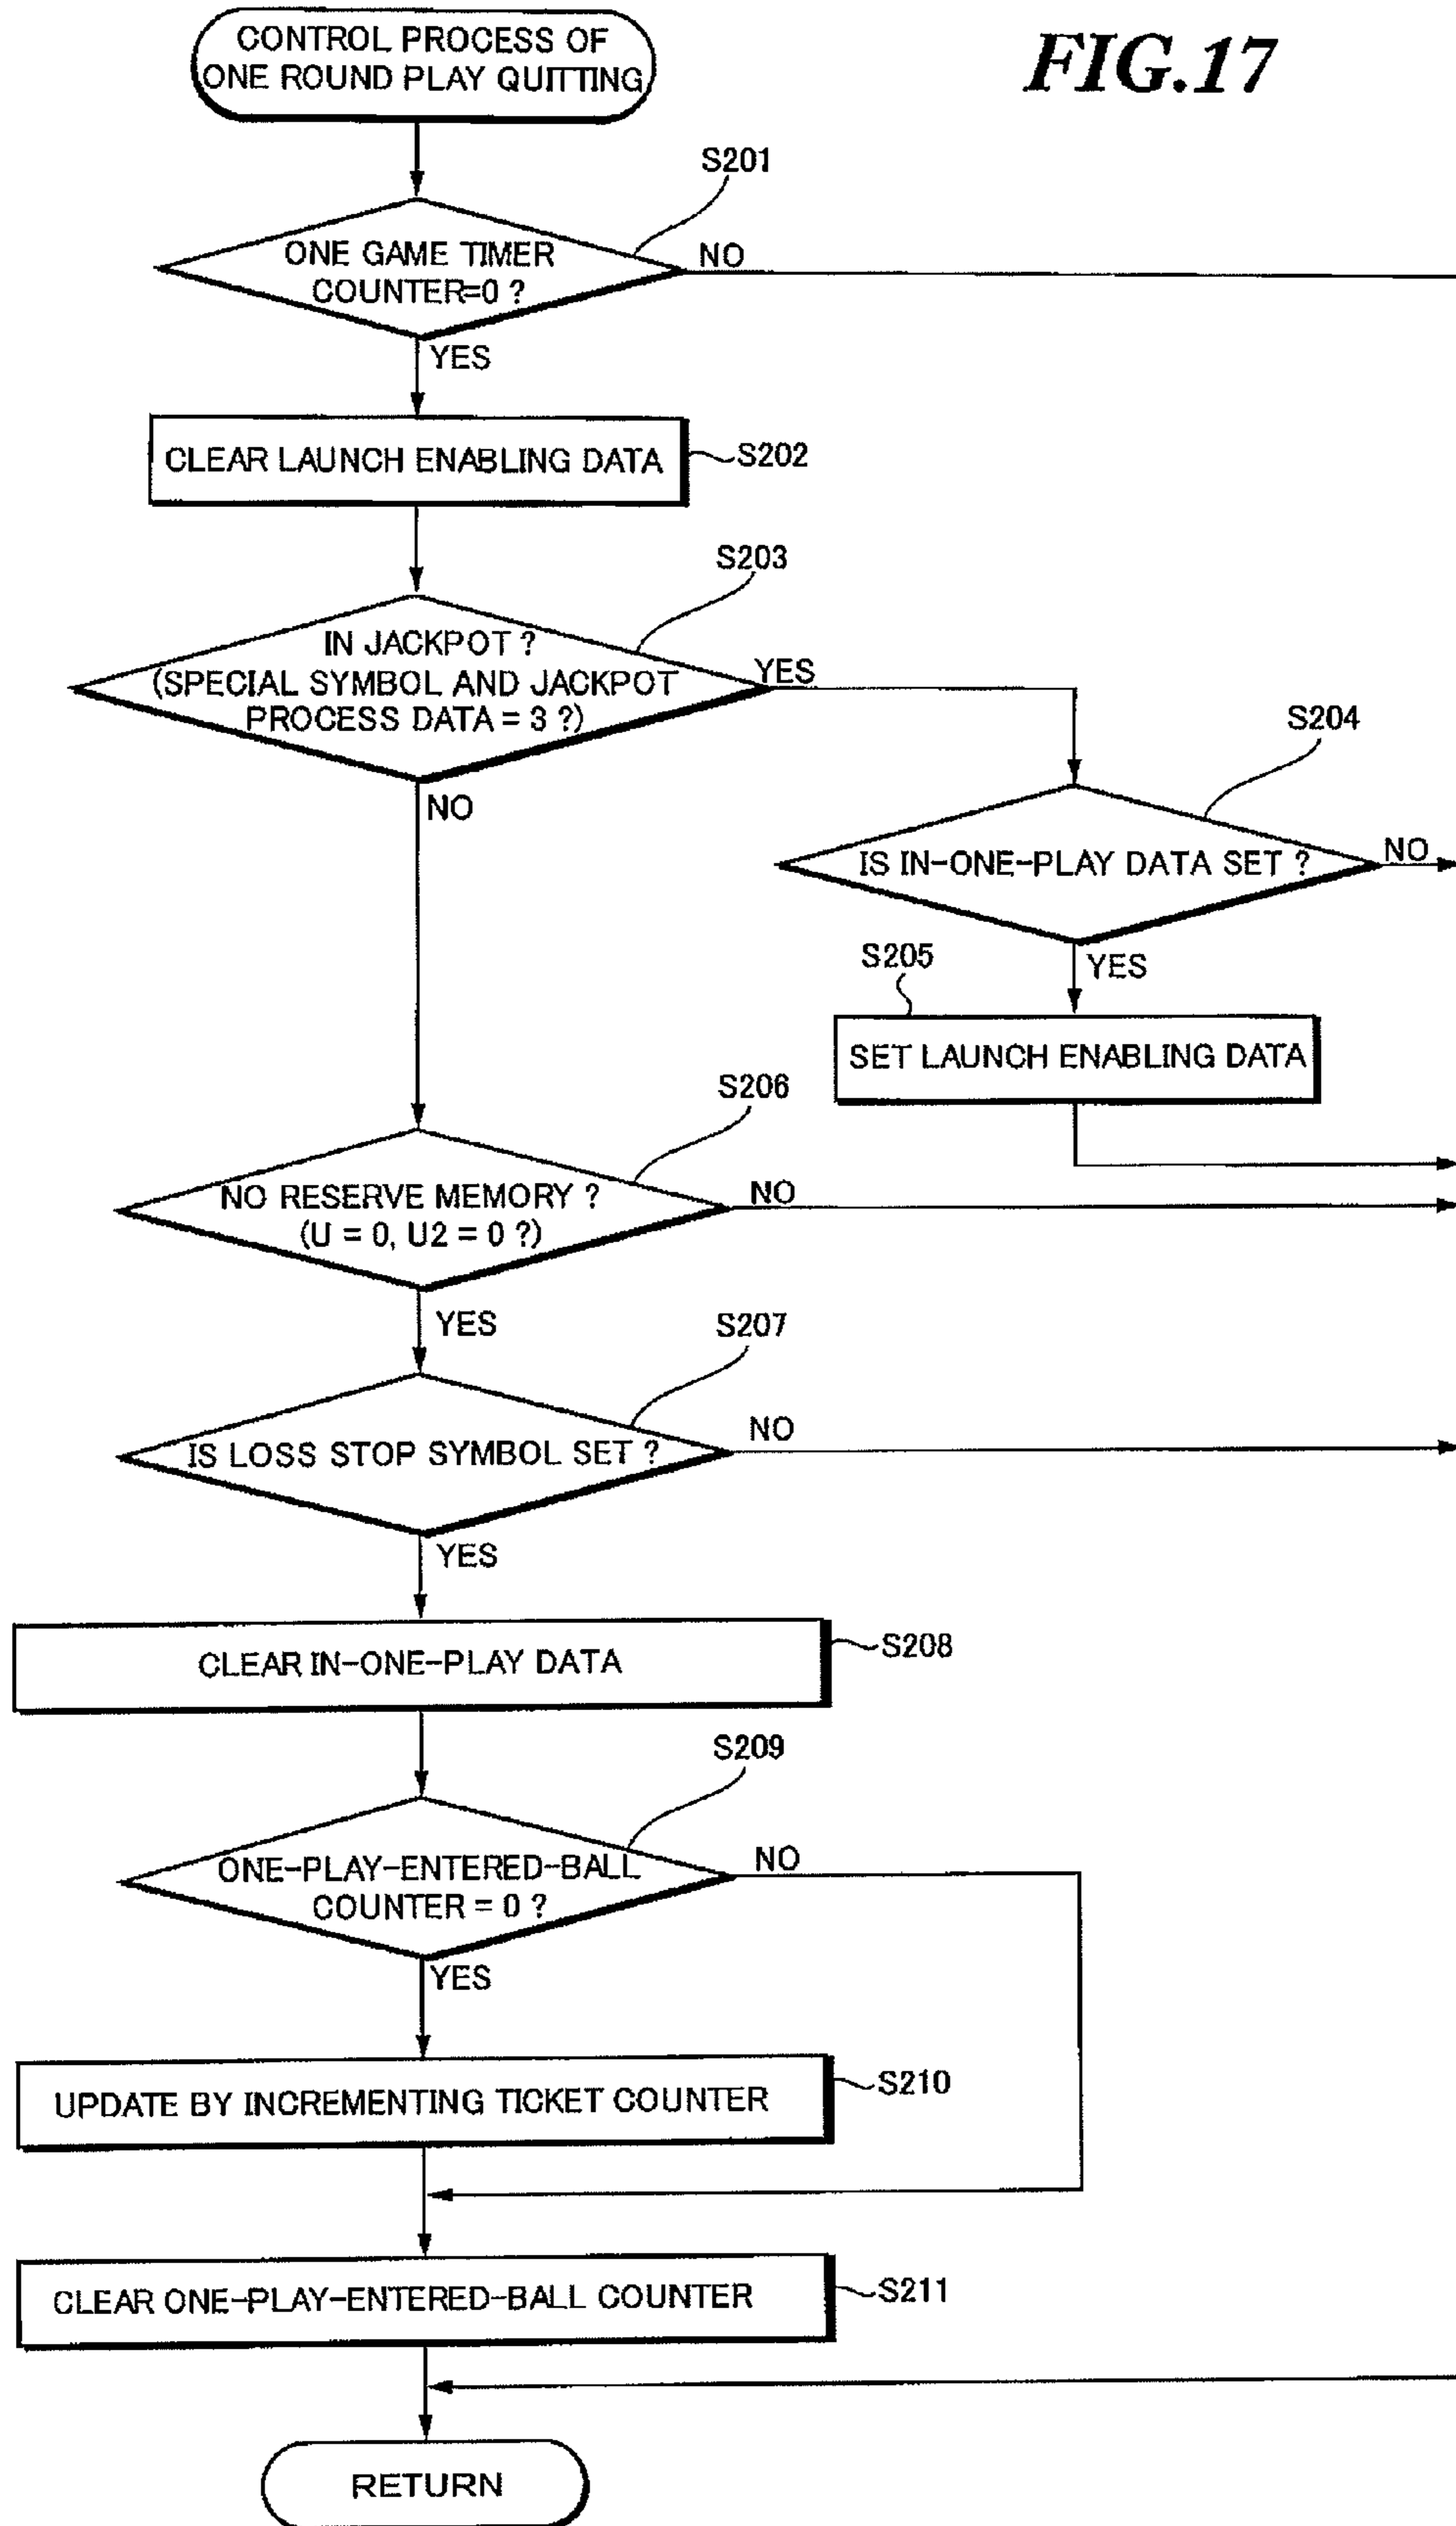 CONTROL PROCESS OF
ONE ROUND PLAY QUITTING
FIG.17
S201
ONE GAME TIMER
COUNTER=0 ?
NO
YES
CLEAR LAUNCH ENABLING DATA
S202
S203
IN JACKPOT ?
(SPECIAL SYMBOL AND JACKPOT
PROCESS DATA = 3 ?)
YES
NO
S204
IS IN-ONE-PLAY DATA SET ?
NO
YES
S205
SET LAUNCH ENABLING DATA
S206
NO RESERVE MEMORY ?
(U = 0, U2 = 0 ?)
NO
YES
S207
IS LOSS STOP SYMBOL SET ?
NO
YES
CLEAR IN-ONE-PLAY DATA
S208
S209
ONE-PLAY-ENTERED-BALL
COUNTER = 0 ?
NO
YES
UPDATE BY INCREMENTING TICKET COUNTER
S210
CLEAR ONE-PLAY-ENTERED-BALL COUNTER
S211
RETURN